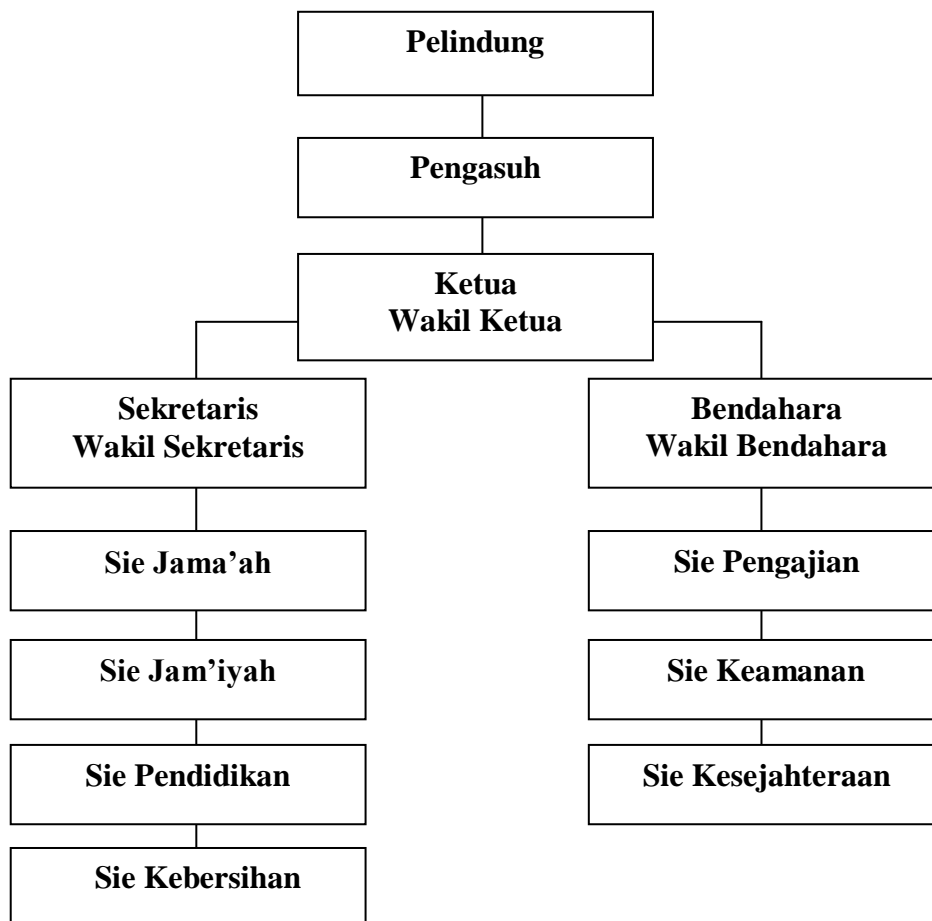 Pelindung
Pengasuh
Ketua
Wakil Ketua
Sekretaris
Wakil Sekretaris
Bendahara
Wakil Bendahara
Sie Jama’ah
Sie Pengajian
Sie Jam’iyah
Sie Keamanan
Sie Pendidikan
Sie Kesejahteraan
Sie Kebersihan